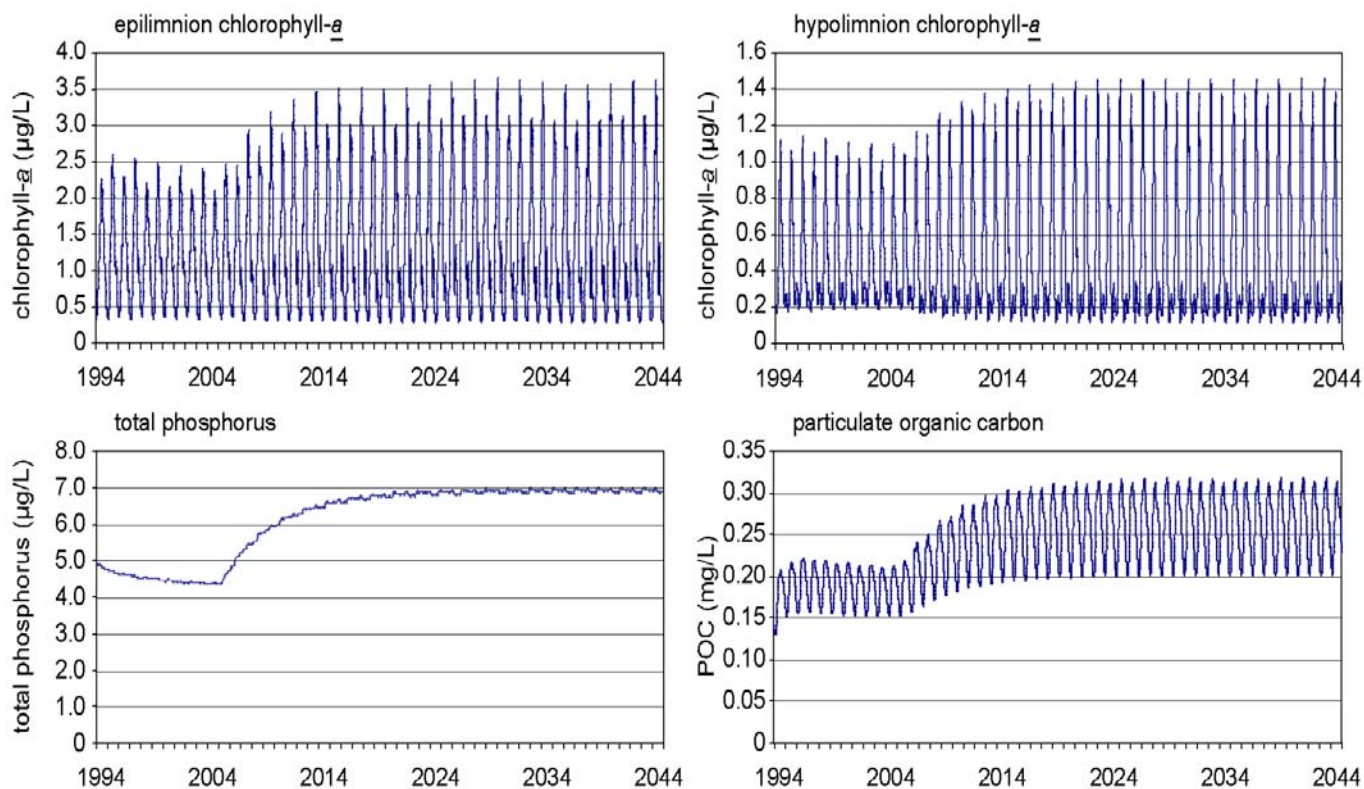 epilimnion chlorophyll-a
chlorophyll-a (µg/L)
4.0
3.5
3.0
2.5
2.0
1.5
1.0
0.5
0
1994 2004 2014 2024 2034 2044
hypolimnion chlorophyll-a
chlorophyll-a (µg/L)
1.6
1.4
1.2
1.0
0.8
0.6
0.4
0.2
0
1994 2004 2014 2024 2034 2044
total phosphorus
total phosphorus (µg/L)
8.0
7.0
6.0
5.0
4.0
3.0
2.0
1.0
0
1994 2004 2014 2024 2034 2044
particulate organic carbon
POC (mg/L)
0.35
0.30
0.25
0.20
0.15
0.10
0.05
0
1994 2004 2014 2024 2034 2044